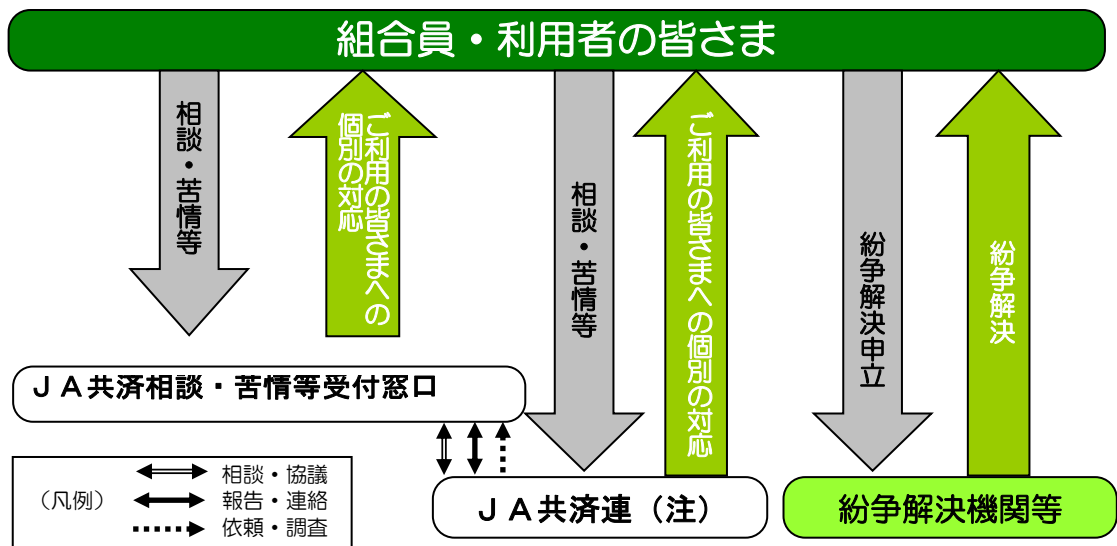 組合員・利用者の皆さま
相談・苦情等
ご利用の皆さまへの
個別の対応
相談・苦情等
ご利用の皆さまへの個別の対応
紛争解決申立
紛争解決
ＪＡ共済相談・苦情等受付窓口
（凡例）
相談・協議
報告・連絡
依頼・調査
ＪＡ共済連（注）
紛争解決機関等